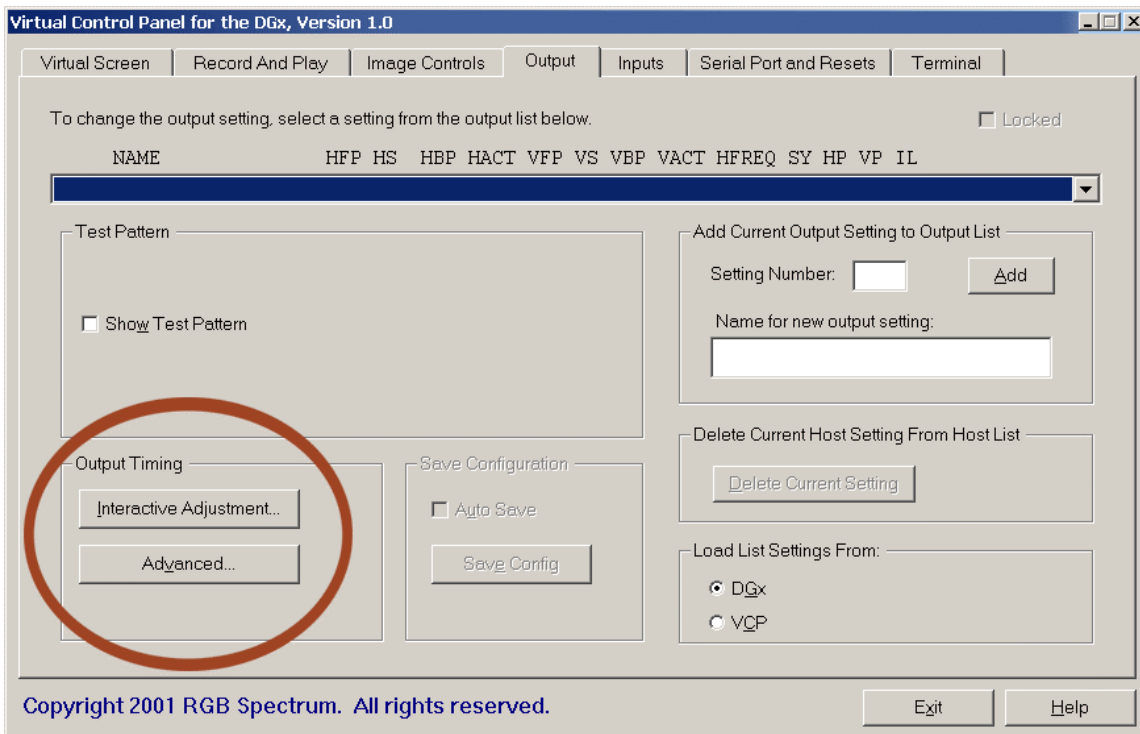 Virtual Control Panel for the DGx, Version 1.0
Virtual Screen Record And Play Image Controls Output Inputs Serial Port and Resets Terminal
To change the output setting, select a setting from the output list below.
Locked
NAME HFP HS HBP HACT VFP VS VBP VACT HFREQ SY HP VP IL
Test Pattern
Show Test Pattern
Add Current Output Setting to Output List
Setting Number:
Add
Name for new output setting:
Output Timing
Interactive Adjustment...
Advanced...
Save Configuration
Auto Save
Save Config
Delete Current Host Setting From Host List
Delete Current Setting
Load List Settings From:
DGx
VCP
Copyright 2001 RGB Spectrum. All rights reserved.
Exit
Help